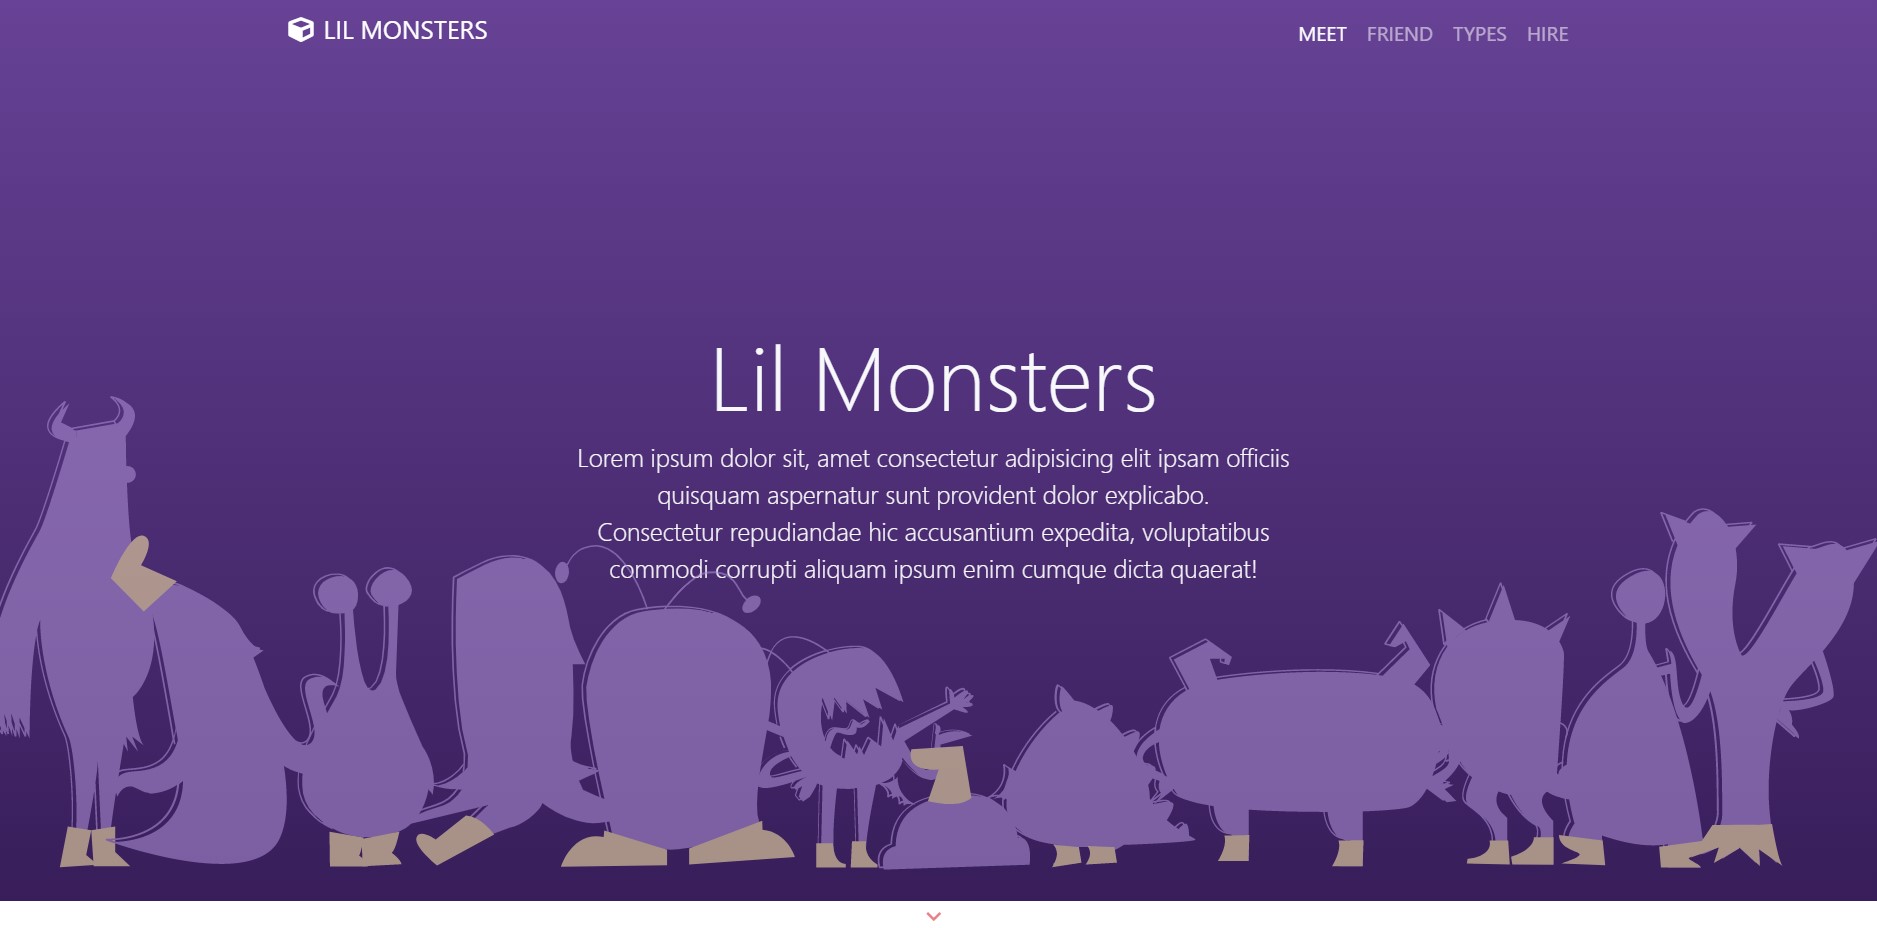 LIL MONSTERS
MEET FRIEND TYPES HIRE
Lil Monsters
Lorem ipsum dolor sit, amet consectetur adipisicing elit ipsam officiis
quisquam aspernatur sunt provident dolor explicabo.
Consectetur repudiandae hic accusantium expedita, voluptatibus
commodi corrupti aliquam ipsum enim cumque dicta quaerat!